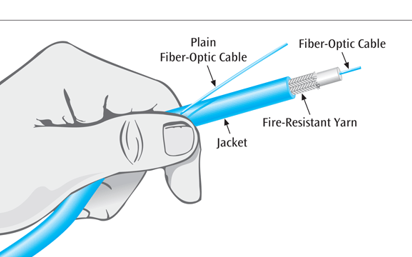 Plain
Fiber-Optic Cable
Fiber-Optic Cable
Fire-Resistant Yarn
Jacket